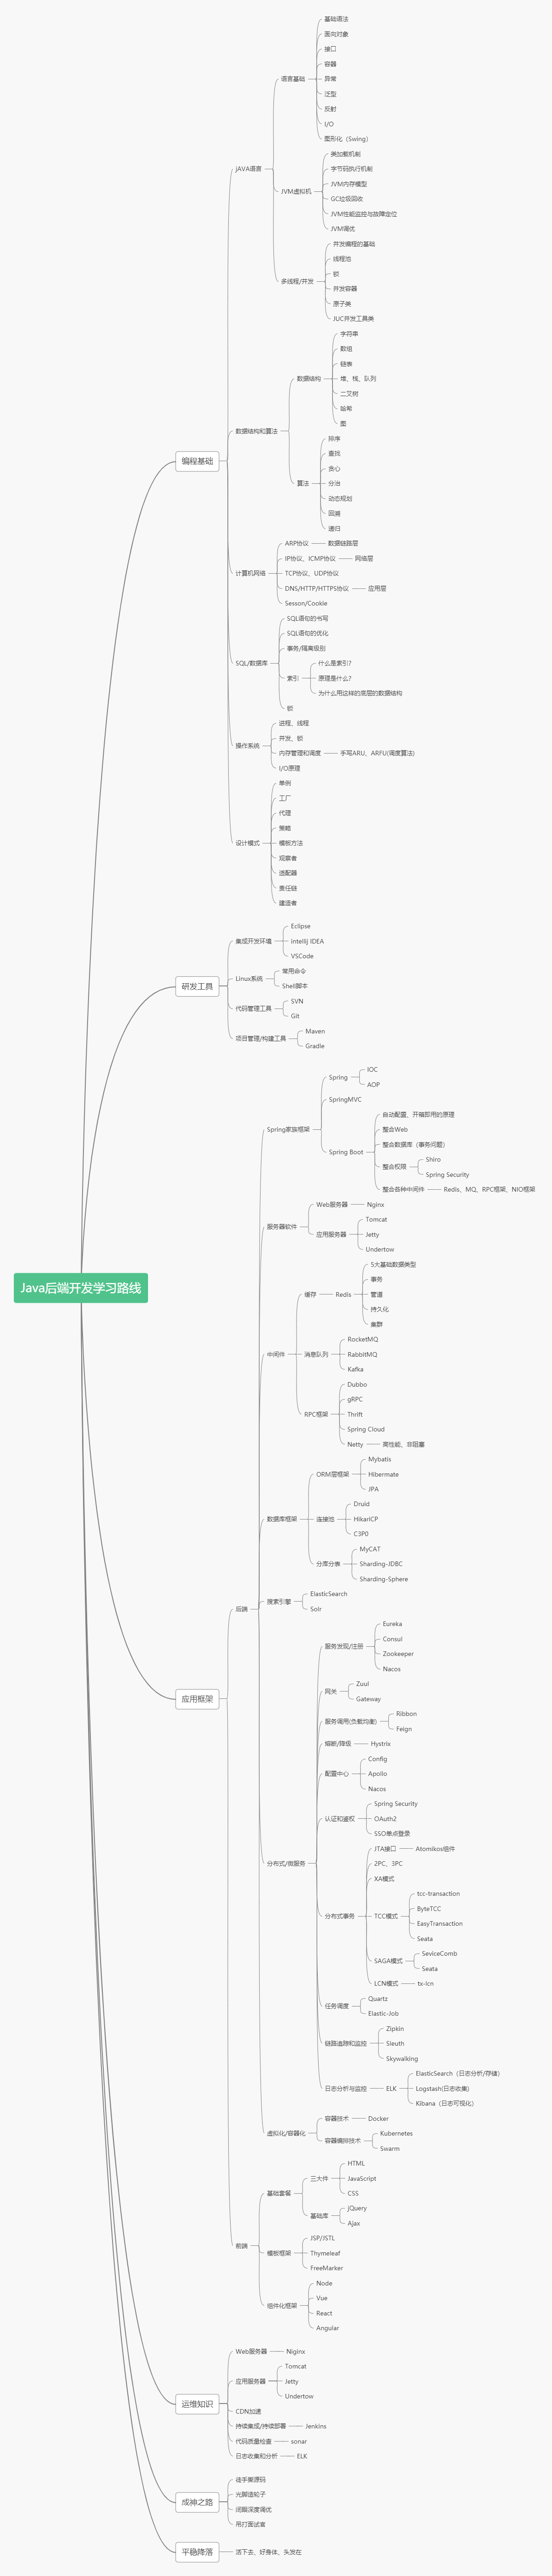 Java后端开发学习路线
编程基础
JAVA语言
语言基础
基础语法
面向对象
接口
容器
异常
泛型
反射
I/O
图形化（Swing）
JVM虚拟机
类加载机制
字节码执行机制
JVM内存模型
GC垃圾回收
JVM性能监控与故障定位
JVM调优
多线程/并发
并发编程的基础
线程池
锁
并发容器
原子类
JUC并发工具类
数据结构和算法
数据结构
字符串
数组
链表
堆、栈、队列
二叉树
哈希
图
算法
排序
查找
贪心
分治
动态规划
回溯
递归
计算机网络
ARP协议
数据链路层
IP协议、ICMP协议
网络层
TCP协议、UDP协议
DNS/HTTP/HTTPS协议
应用层
Sesson/Cookie
SQL/数据库
SQL语句的书写
SQL语句的优化
事务/隔离级别
索引
什么是索引?
原理是什么?
为什么用这样的底层的数据结构
锁
操作系统
进程、线程
并发、锁
内存管理和调度
手写ARU、ARFU(调度算法)
I/O原理
设计模式
单例
工厂
代理
策略
模板方法
观察者
适配器
责任链
建造者
研发工具
集成开发环境
Eclipse
intellij IDEA
VSCode
Linux系统
常用命令
Shell脚本
代码管理工具
SVN
Git
项目管理/构建工具
Maven
Gradle
应用框架
后端
Spring家族框架
Spring
IOC
AOP
SpringMVC
Spring Boot
自动配置、开箱即用的原理
整合Web
整合数据库（事务问题）
整合权限
Shiro
Spring Security
整合各种中间件
Redis、MQ、RPC框架、NIO框架
服务器软件
Web服务器
Nginx
应用服务器
Tomcat
Jetty
Undertow
中间件
缓存
Redis
5大基础数据类型
事务
管道
持久化
集群
消息队列
RocketMQ
RabbitMQ
Kafka
RPC框架
Dubbo
gRPC
Thrift
Spring Cloud
Netty
高性能、非阻塞
数据库框架
ORM层框架
Mybatis
Hibermate
JPA
连接池
Druid
HikariCP
C3P0
分库分表
MyCAT
Sharding-JDBC
Sharding-Sphere
搜索引擎
ElasticSearch
Solr
分布式/微服务
服务发现/注册
Eureka
Consul
Zookeeper
Nacos
网关
Zuul
Gateway
服务调用(负载均衡)
Ribbon
Feign
熔断/降级
Hystrix
配置中心
Config
Apollo
Nacos
认证和鉴权
Spring Security
OAuth2
SSO单点登录
分布式事务
JTA接口
Atomikos组件
2PC、3PC
XA模式
TCC模式
tcc-transaction
ByteTCC
EasyTransaction
Seata
SAGA模式
SeviceComb
Seata
LCN模式
tx-lcn
任务调度
Quartz
Elastic-Job
链路追踪和监控
Zipkin
Sleuth
Skywalking
日志分析与监控
ELK
ElasticSearch（日志分析/存储）
Logstash(日志收集)
Kibana（日志可视化）
虚拟化/容器化
容器技术
Docker
容器编排技术
Kubernetes
Swarm
前端
基础套餐
三大件
HTML
JavaScript
CSS
基础库
jQuery
Ajax
模板框架
JSP/JSTL
Thymeleaf
FreeMarker
组件化框架
Node
Vue
React
Angular
运维知识
Web服务器
Niginx
应用服务器
Tomcat
Jetty
Undertow
CDN加速
持续集成/持续部署
Jenkins
代码质量检查
sonar
日志收集和分析
ELK
成神之路
徒手撕源码
光脚造轮子
闭眼深度调优
吊打面试官
平稳降落
活下去、好身体、头发在